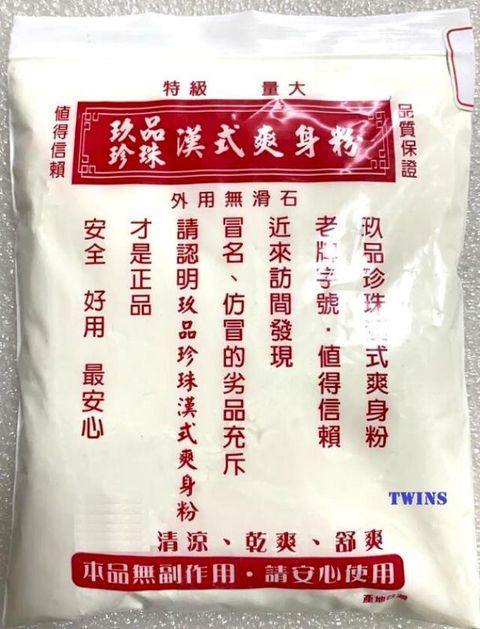 特級 量大
值得信賴
玖品珍珠 漢式爽身粉
品質保證
外用無滑石
玖品珍珠漢式爽身粉
老牌字號·值得信賴
近來訪問發現
冒名、仿冒的劣品充斥
請認明玖品珍珠漢式爽身粉
才是正品
安全 好用 最安心
TWINS
清涼、乾爽、舒爽
本品無副作用·請安心使用
產地台灣